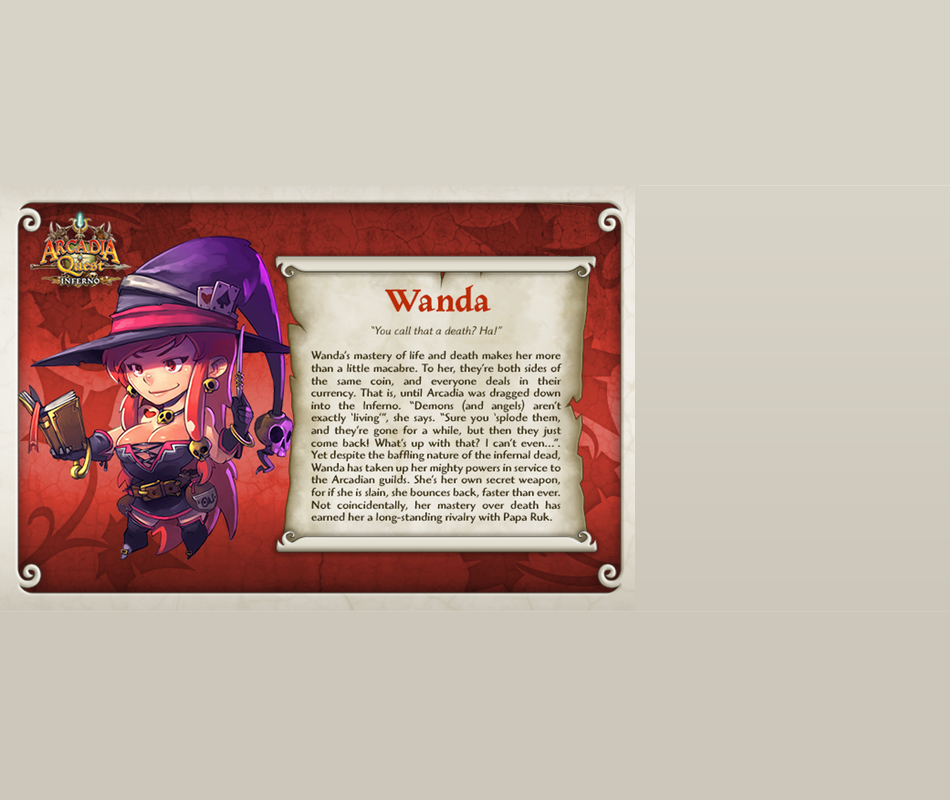 ARCADIA
Quest
INFERNO
Wanda
"You call that a death? Ha!"
Wanda's mastery of life and death makes her more
than a little macabre. To her, they're both sides of
the same coin, and everyone deals in their
currency. That is, until Arcadia was dragged down
into the Inferno. "Demons (and angels) aren't
exactly 'living'", she says. "Sure you 'splode them,
and they're gone for a while, but then they just
come back! What's up with that? I can't even...".
Yet despite the baffling nature of the infernal dead,
Wanda has taken up her mighty powers in service to
the Arcadian guilds. She's her own secret weapon,
for if she is slain, she bounces back, faster than ever.
Not coincidentally, her mastery over death has
earned her a long-standing rivalry with Papa Ruk.